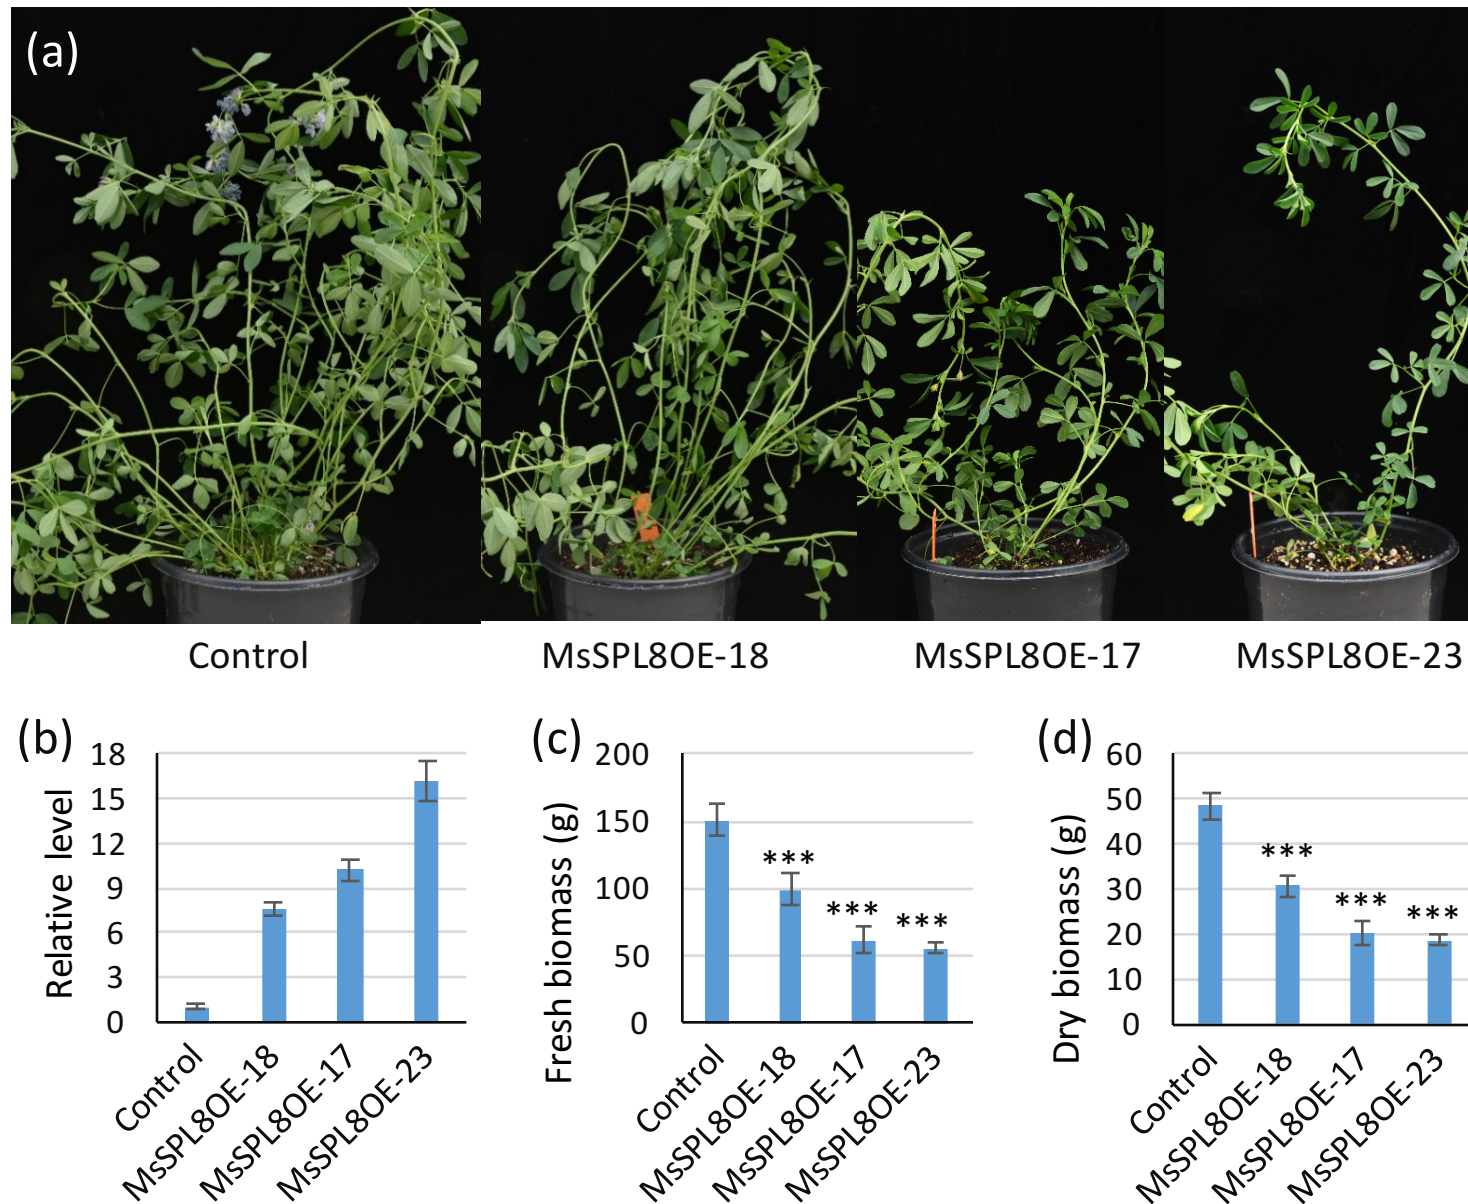 (a)
Control MsSPL8OE-18 MsSPL8OE-17 MsSPL8OE-23
(b)
Relative level
18
15
12
9
6
3
0
Control
MsSPL8OE-18
MsSPL8OE-17
MsSPL8OE-23
(c)
Fresh biomass (g)
200
150
100
50
0
***
***
***
Control
MsSPL8OE-18
MsSPL8OE-17
MsSPL8OE-23
(d)
Dry biomass (g)
60
50
40
30
20
10
0
***
***
***
Control
MsSPL8OE-18
MsSPL8OE-17
MsSPL8OE-23